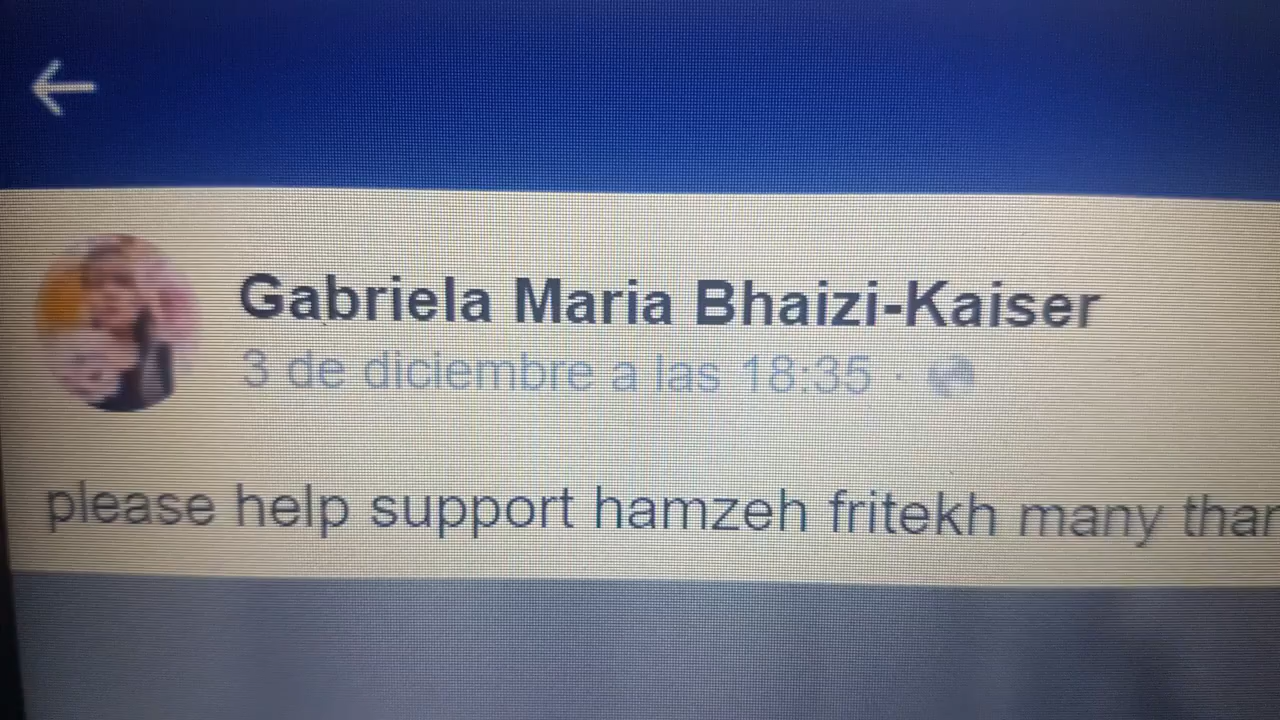 Gabriela Maria Bhaizi-Kaiser
3 de diciembre a las 18:35 ·
please help support hamzeh fritekh many